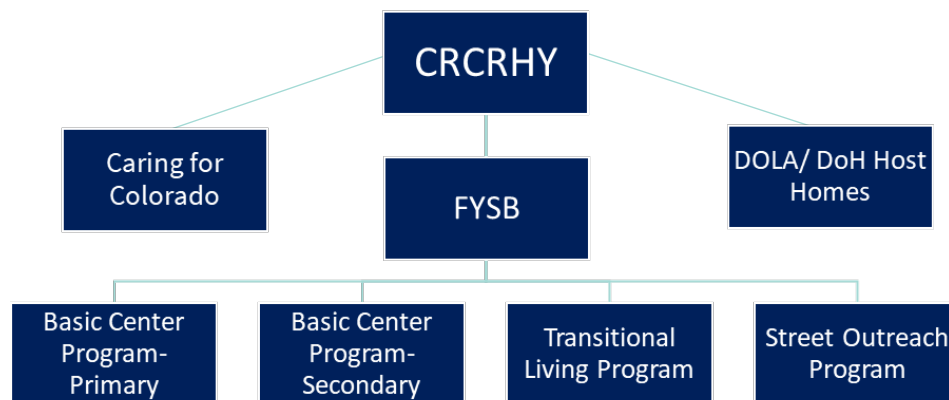 CRCRHY
Caring for
Colorado
FYSB
DOLA/ DoH Host
Homes
Basic Center
Program-
Primary
Basic Center
Program-
Secondary
Transitional
Living Program
Street Outreach
Program